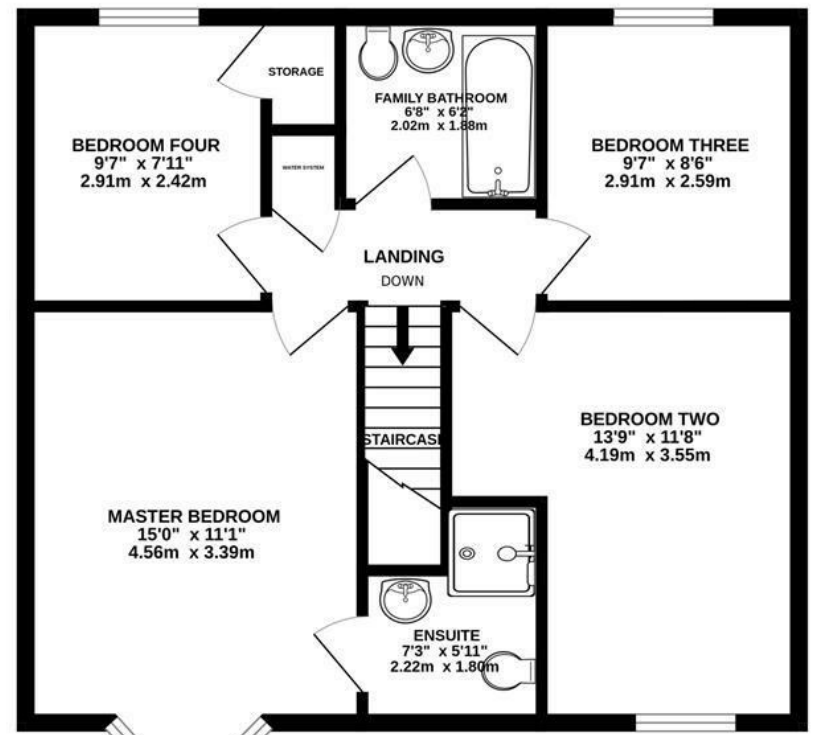 STORAGE
FAMILY BATHROOM
6'8" x 6'2"
2.02m x 1.88m
BEDROOM FOUR
9'7" x 7'11"
2.91m x 2.42m
BEDROOM THREE
9'7" x 8'6"
2.91m x 2.59m
WATER SYSTEM
LANDING
DOWN
STAIRCASE
BEDROOM TWO
13'9" x 11'8"
4.19m x 3.55m
MASTER BEDROOM
15'0" x 11'1"
4.56m x 3.39m
ENSUITE
7'3" x 5'11"
2.22m x 1.80m